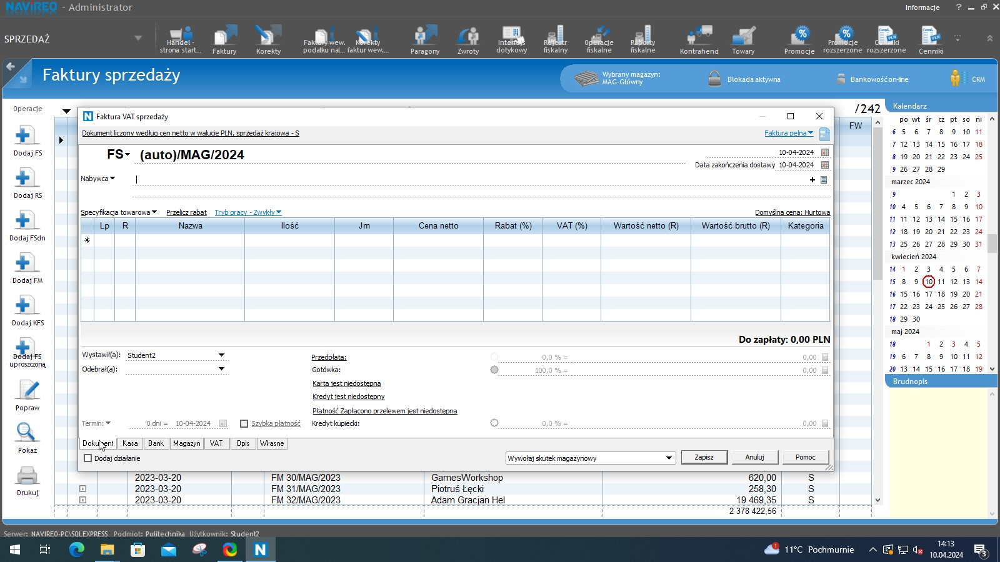 NAVIREO - Administrator
Informacje
SPRZEDAŻ
Handel - strona start...
Faktury
Korekty
Faktury wew. podatku nal...
Korekty faktur wew....
Paragony
Zwroty
Interfejs dotykowy
Rejestr fiskalny
Operacje fiskalne
Raporty fiskalne
Kontrahend
Towary
Promocje
Promocje rozszerzone
Cenniki rozszerzone
Cenniki
Faktury sprzedaży
Wybrany magazyn:
MAG-Główny
Blokada aktywna
Bankowość on-line
CRM
Operacje
Dodaj FS
Dodaj RS
Dodaj FSdn
Dodaj FM
Dodaj KFS
Dodaj FS uproszczoną
Popraw
Pokaż
Drukuj
/242
FW
Faktura VAT sprzedaży
Dokument liczony według cen netto w walucie PLN, sprzedaż krajowa - S
Faktura pełna
FS (auto)/MAG/2024
10-04-2024
Data zakończenia dostawy 10-04-2024
Nabywca
Specyfikacja towarowa Przelicz rabat Tryb pracy - Zwykły
Domyślna cena: Hurtowa
Lp R Nazwa Ilość Jm Cena netto Rabat (%) VAT (%) Wartość netto (R) Wartość brutto (R) Kategoria
Do zapłaty: 0,00 PLN
Wystawił(a): Student2
Odebrał(a):
Przedpłata: 0,0 % = 0,00
Gotówka: 100,0 % = 0,00
Karta jest niedostępna
Kredyt jest niedostępny
Płatność Zapłacono przelewem jest niedostępna
Termin: 0 dni = 10-04-2024 Szybka płatność
Kredyt kupiecki: 0,0 % = 0,00
Dokument Kasa Bank Magazyn VAT Opis Własne
Dodaj działanie
Wywołaj skutek magazynowy
Zapisz
Anuluj
Pomoc
2023-03-20 FM 30/MAG/2023 GamesWorkshop 620,00 S
2023-03-20 FM 31/MAG/2023 Piotruś Łęcki 258,30 S
2023-03-20 FM 32/MAG/2023 Adam Gracjan Hel 19 469,35 S
2 378 422,56
Kalendarz
po wt śr cz pt so ni
6 5 6 7 8 9 10 11
7 12 13 14 15 16 17 18
8 19 20 21 22 23 24 25
9 26 27 28 29
marzec 2024
9 1 2 3
10 4 5 6 7 8 9 10
11 11 12 13 14 15 16 17
12 18 19 20 21 22 23 24
13 25 26 27 28 29 30 31
kwiecień 2024
14 1 2 3 4 5 6 7
15 8 9 10 11 12 13 14
16 15 16 17 18 19 20 21
17 22 23 24 25 26 27 28
18 29 30
maj 2024
18 1 2 3 4 5
19 6 7 8 9 10 11 12
20 13 14 15 16 17 18 19
Brudnopis
Serwer: NAVIREO-PC\SQLEXPRESS Podmiot: Politechnika Użytkownik: Student2
1
11°C Pochmurnie
14:13
10.04.2024
3